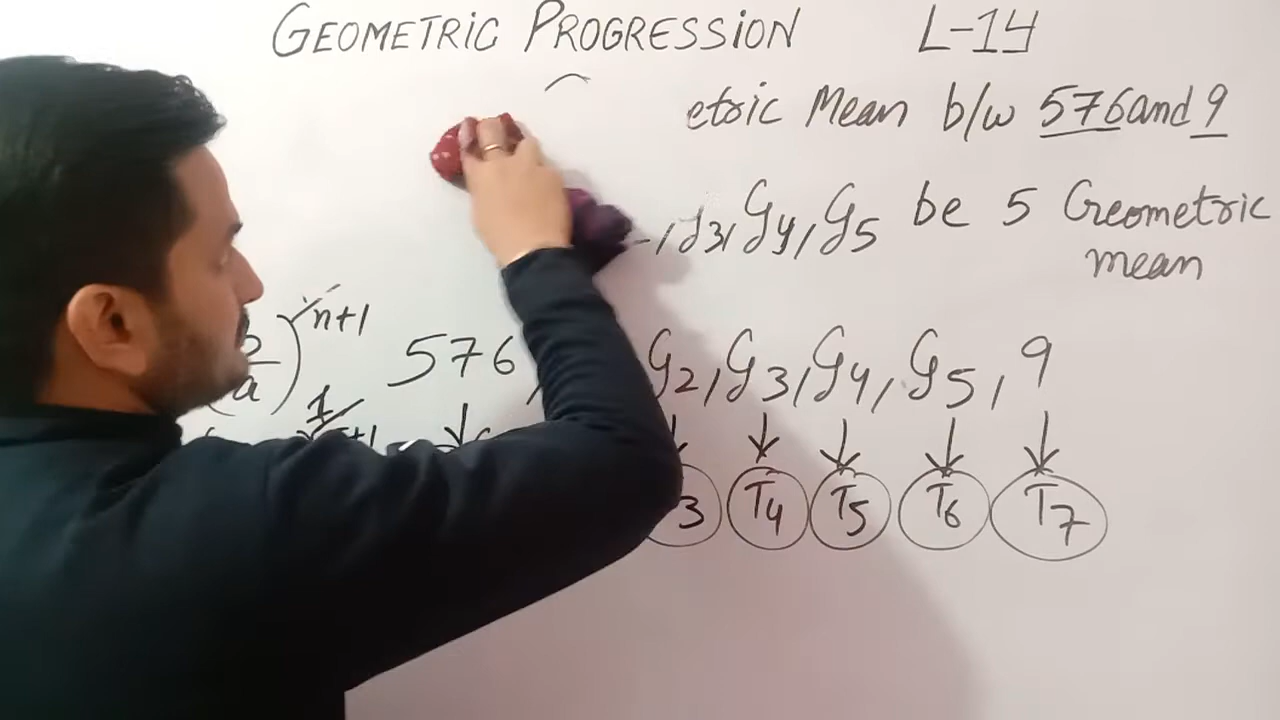 GEOMETRIC PROGRESSION L-14
etric Mean b/w 576 and 9
G3, G4, G5 be 5 Geometric
mean
n+1
a
576, G2, G3, G4, G5, 9
1
3 T4 T5 T6 T7